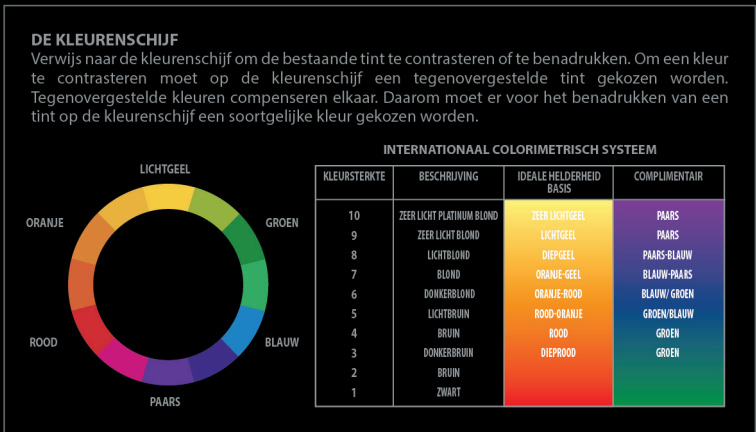 DE KLEURENSCHIJF
Verwijs naar de kleurenschijf om de bestaande tint te contrasteren of te benadrukken. Om een kleur
te contrasteren moet op de kleurenschijf een tegenovergestelde tint gekozen worden.
Tegenovergestelde kleuren compenseren elkaar. Daarom moet er voor het benadrukken van een
tint op de kleurenschijf een soortgelijke kleur gekozen worden.
LICHTGEEL
ORANJE
GROEN
ROOD
BLAUW
PAARS
INTERNATIONAAL COLORIMETRISCH SYSTEEM
KLEURSTERKTE BESCHRIJVING IDEALE HELDERHEID COMPLIMENTAIR
BASIS
10 ZEER LICHT PLATINUM BLOND ZEER LICHTGEEL PAARS
9 ZEER LICHT BLOND LICHTGEEL PAARS
8 LICHTBLOND DIEPGEEL PAARS-BLAUW
7 BLOND ORANJE-GEEL BLAUW-PAARS
6 DONKERBLOND ORANJE-ROOD BLAUW/ GROEN
5 LICHTBRUIN ROOD-ORANJE GROEN/BLAUW
4 BRUIN ROOD GROEN
3 DONKERBRUIN DIEPROOD GROEN
2 BRUIN
1 ZWART